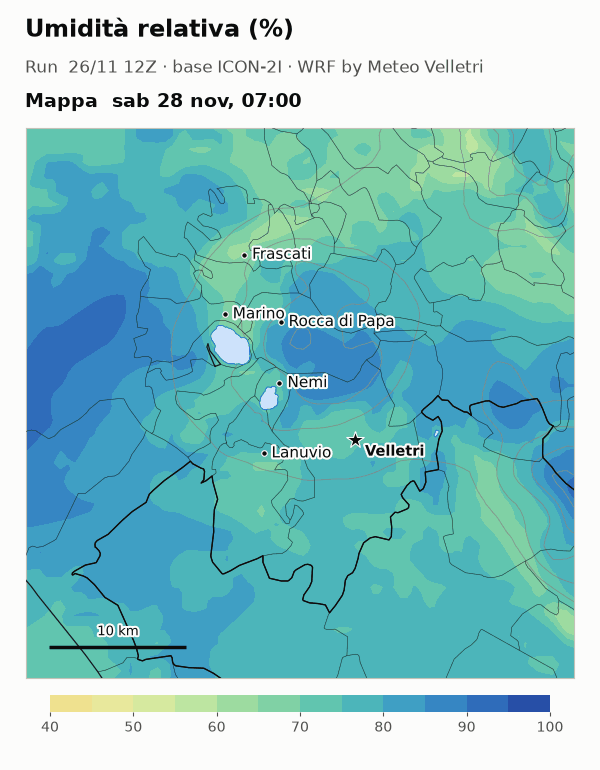 Umidità relativa (%)
Run 26/11 12Z · base ICON-2I · WRF by Meteo Velletri
Mappa sab 28 nov, 07:00
Frascati
Marino
Rocca di Papa
Nemi
Velletri
Lanuvio
10 km
40 50 60 70 80 90 100